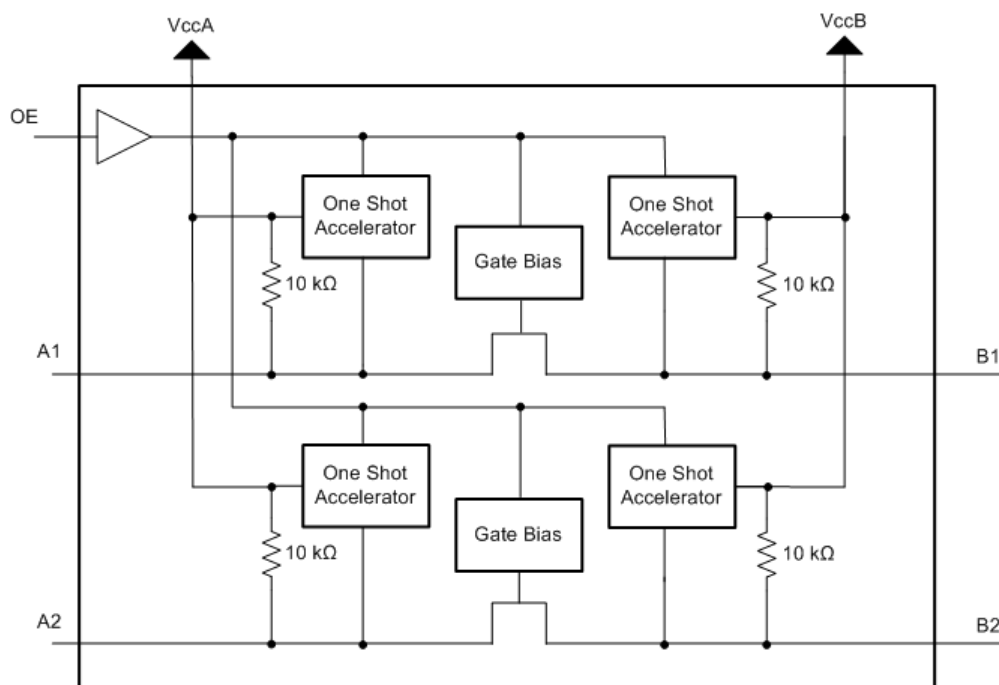 VccA
VccB
OE
One Shot
Accelerator
One Shot
Accelerator
Gate Bias
10 kΩ
10 kΩ
A1
B1
One Shot
Accelerator
One Shot
Accelerator
Gate Bias
10 kΩ
10 kΩ
A2
B2